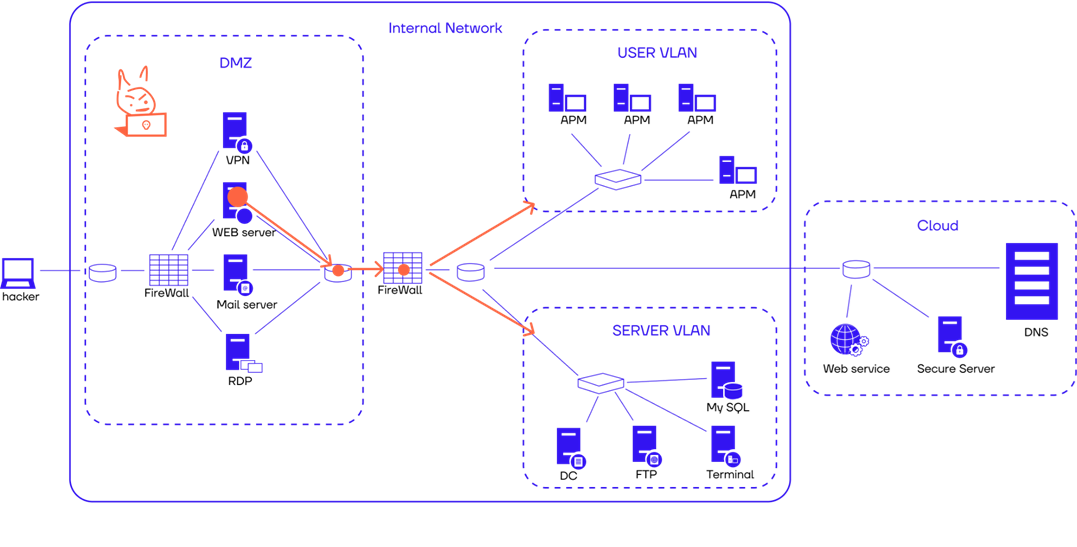 Internal Network
DMZ
USER VLAN
APM
APM
APM
APM
VPN
WEB server
Cloud
hacker
FireWall
Mail server
FireWall
RDP
SERVER VLAN
DNS
Web service
Secure Server
My SQL
DC
FTP
Terminal